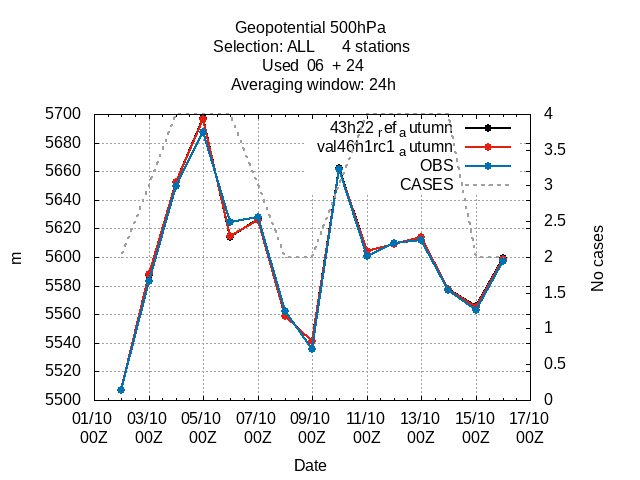 Geopotential 500hPa
Selection: ALL 4 stations
Used 06 + 24
Averaging window: 24h
43h22 ref a utumn
val46h1rc1 a utumn
OBS
CASES
5700
5680
5660
5640
5620
5600
5580
5560
5540
5520
5500
4
3.5
3
2.5
2
1.5
1
0.5
0
m
No cases
01/10 03/10 05/10 07/10 09/10 11/10 13/10 15/10 17/10
00Z 00Z 00Z 00Z 00Z 00Z 00Z 00Z 00Z
Date